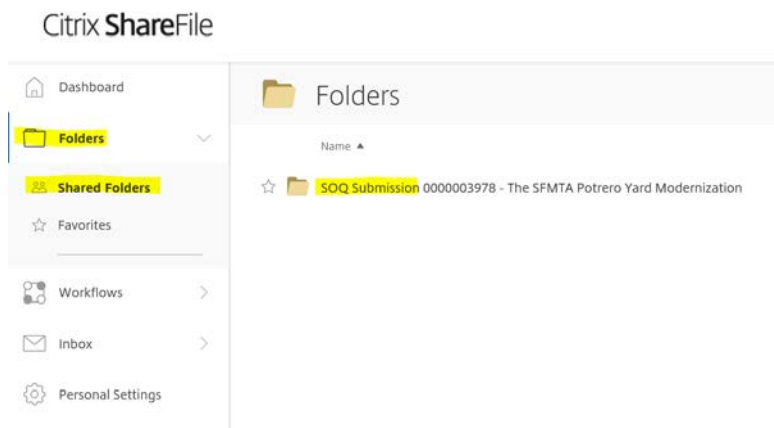 Citrix ShareFile
Dashboard
Folders
Shared Folders
Favorites
Workflows
Inbox
Personal Settings
Folders
Name ▲
SOQ Submission 0000003978 - The SFMTA Potrero Yard Modernization